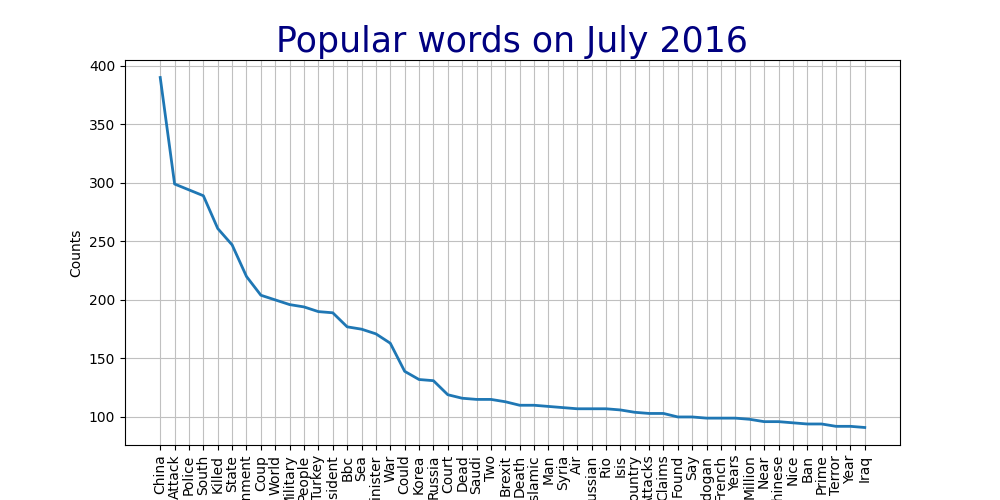 Popular words on July 2016
400
350
300
250
200
150
100
Counts
China
Attack
Police
South
Killed
State
nment
Coup
World
ilitary
People
Turkey
sident
Bbc
Sea
inister
War
Could
Korea
Russia
Court
Dead
Saudi
Two
Brexit
Death
slamic
Man
Syria
Air
ussian
Rio
Isis
ountry
ttacks
Claims
Found
Say
dogan
French
Years
Million
Near
hinese
Nice
Ban
Prime
Terror
Year
Iraq